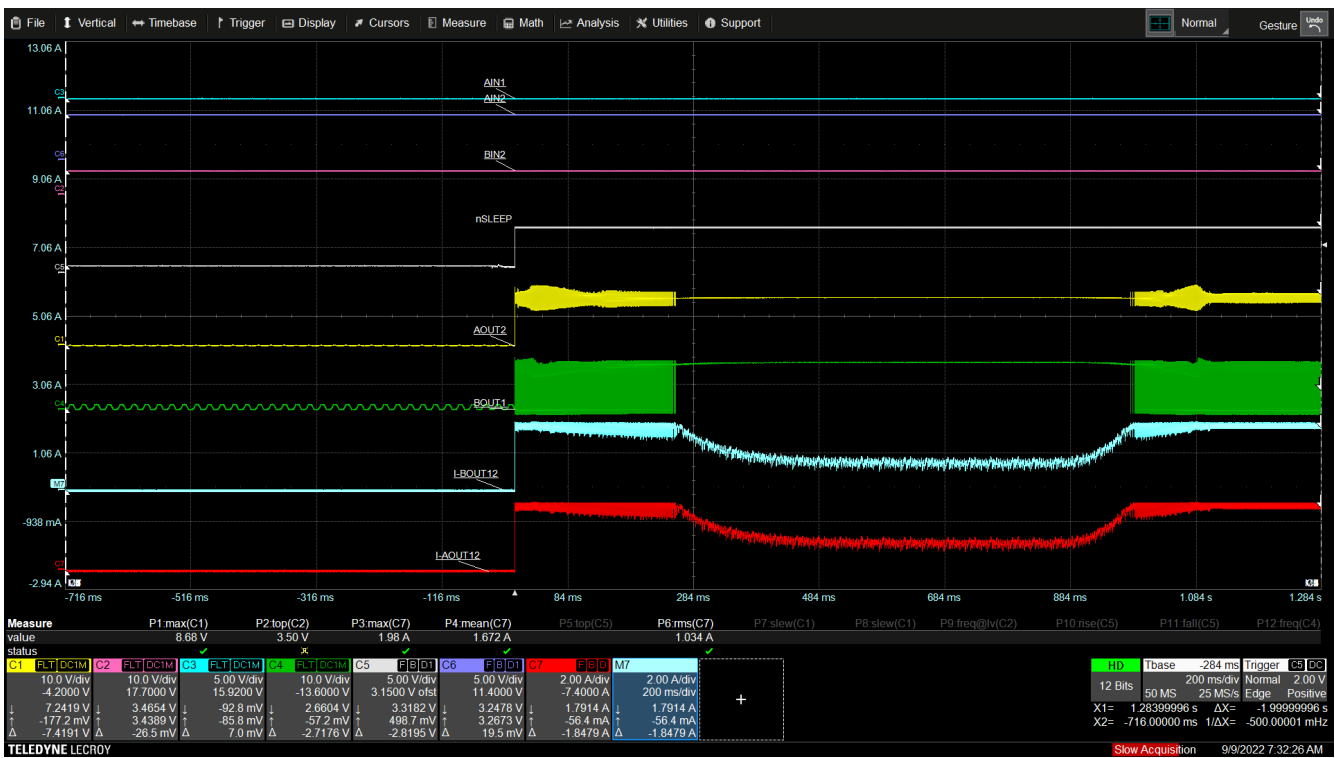 File Vertical Timebase Trigger Display Cursors Measure Math Analysis Utilities Support Normal Gesture Undo
13.06 A
AIN1
C3
AIN2
11.06 A
BIN2
C6
9.06 A
C2
nSLEEP
7.06 A
C5
5.06 A
AOUT2
C1
3.06 A
C4
BOUT1
1.06 A
I-BOUT12
M7
-938 mA
I-AOUT12
-2.94 A
-716 ms -516 ms -316 ms -116 ms 84 ms 284 ms 484 ms 684 ms 884 ms 1.084 s 1.284 s
Measure P1:max(C1) P2:top(C2) P3:max(C7) P4:mean(C7) P5:top(C5) P6:rms(C7) P7:slew(C1) P8:slew(C1) P9:freq@lv(C2) P10:rise(C5) P11:fall(C5) P12:freq(C4)
value 8.68 V 3.50 V 1.98 A 1.672 A 1.034 A
status
C1 FLT DC1M C2 FLT DC1M C3 FLT DC1M C4 FLT DC1M C5 F B D1 C6 F B D1 C7 F B D M7 HD Tbase -284 ms Trigger C5 DC
10.0 V/div 10.0 V/div 5.00 V/div 10.0 V/div 5.00 V/div 5.00 V/div 2.00 A/div 2.00 A/div 12 Bits 200 ms/div Normal 2.00 V
-4.2000 V 17.7000 V 15.9200 V -13.6000 V 3.1500 V ofst 11.4000 V -7.4000 A 200 ms/div 50 MS 25 MS/s Edge Positive
↓ 7.2419 V ↓ 3.4654 V ↓ -92.8 mV ↓ 2.6604 V ↓ 3.3182 V ↓ 3.2478 V ↓ 1.7914 A ↓ 1.7914 A X1= 1.28399996 s ΔX= -1.99999996 s
↑ -177.2 mV ↑ 3.4389 V ↑ -85.8 mV ↑ -57.2 mV ↑ 498.7 mV ↑ 3.2673 V ↑ -56.4 mA ↑ -56.4 mA X2= -716.00000 ms 1/ΔX= -500.00001 mHz
Δ -7.4191 V Δ -26.5 mV Δ 7.0 mV Δ -2.7176 V Δ -2.8195 V Δ 19.5 mV Δ -1.8479 A Δ -1.8479 A
TELEDYNE LECROY Slow Acquisition 9/9/2022 7:32:26 AM